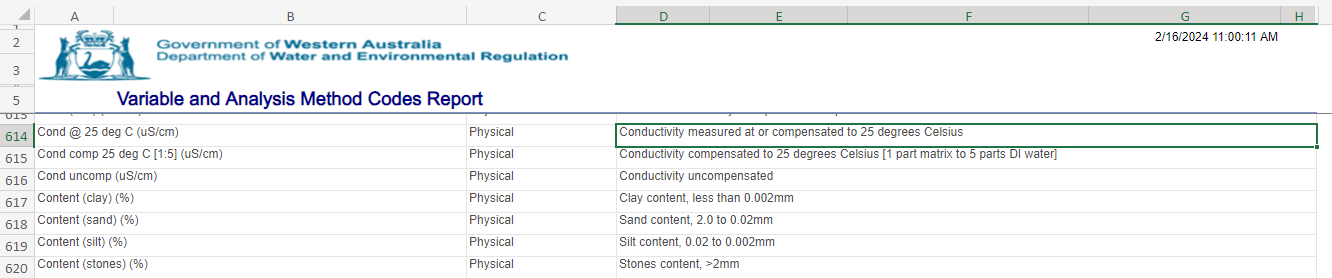 A B C D E F G H
2 Government of Western Australia 2/16/2024 11:00:11 AM
Department of Water and Environmental Regulation
3
5 Variable and Analysis Method Codes Report
614 Cond @ 25 deg C (uS/cm) Physical Conductivity measured at or compensated to 25 degrees Celsius
615 Cond comp 25 deg C [1:5] (uS/cm) Physical Conductivity compensated to 25 degrees Celsius [1 part matrix to 5 parts DI water]
616 Cond uncomp (uS/cm) Physical Conductivity uncompensated
617 Content (clay) (%) Physical Clay content, less than 0.002mm
618 Content (sand) (%) Physical Sand content, 2.0 to 0.02mm
619 Content (silt) (%) Physical Silt content, 0.02 to 0.002mm
620 Content (stones) (%) Physical Stones content, >2mm